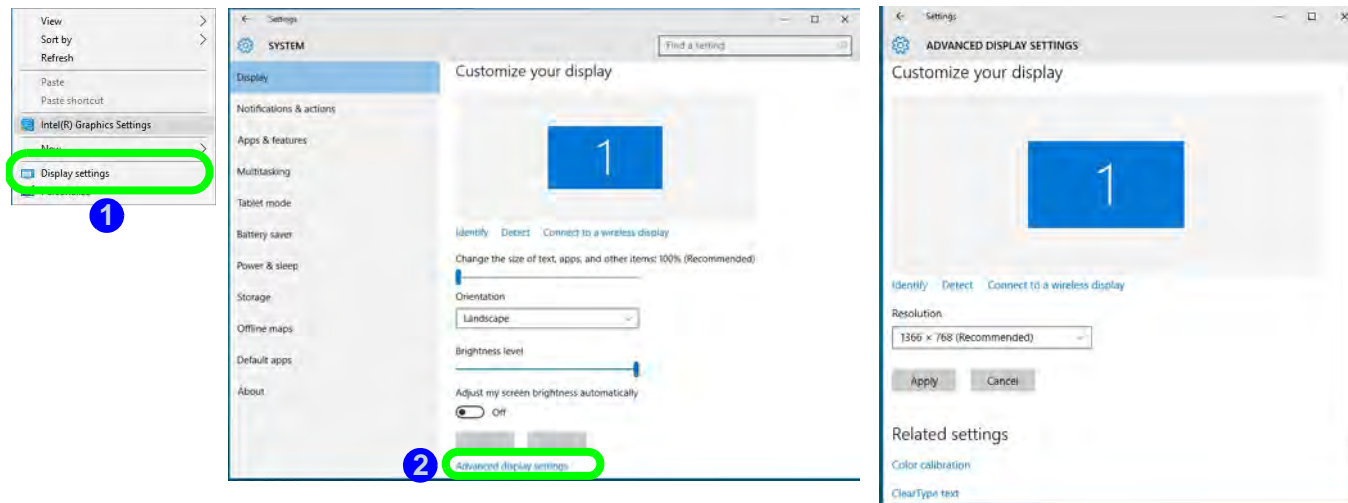 View
Sort by
Refresh
Paste
Paste shortcut
Intel(R) Graphics Settings
New
Display settings
Personalize
1
Settings
SYSTEM
Find a setting
Display
Notifications & actions
Apps & features
Multitasking
Tablet mode
Battery saver
Power & sleep
Storage
Offline maps
Default apps
About
Customize your display
1
Identify Detect Connect to a wireless display
Change the size of text, apps, and other items: 100% (Recommended)
Orientation
Landscape
Brightness level
Adjust my screen brightness automatically
Off
2
Advanced display settings
Settings
ADVANCED DISPLAY SETTINGS
Customize your display
1
Identify Detect Connect to a wireless display
Resolution
1366 × 768 (Recommended)
Apply Cancel
Related settings
Color calibration
ClearType text